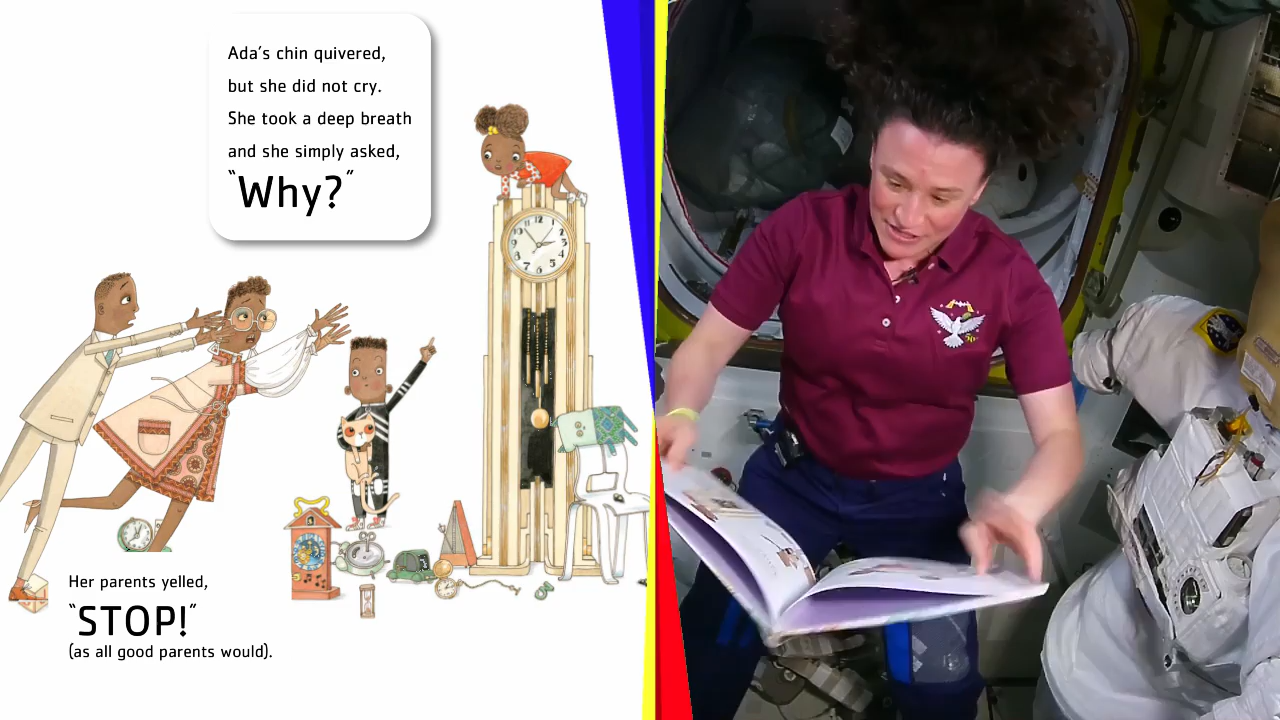 Ada's chin quivered,
but she did not cry.
She took a deep breath
and she simply asked,
"Why?"
Her parents yelled,
"STOP!"
(as all good parents would).